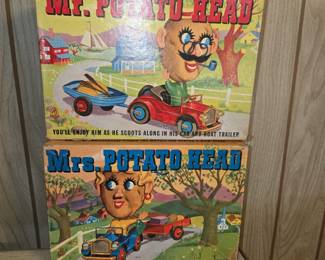 Mr. POTATO HEAD
YOU'LL ENJOY HIM AS HE SCOOTS ALONG IN HIS CAR AND BOAT TRAILER
Mrs. POTATO HEAD